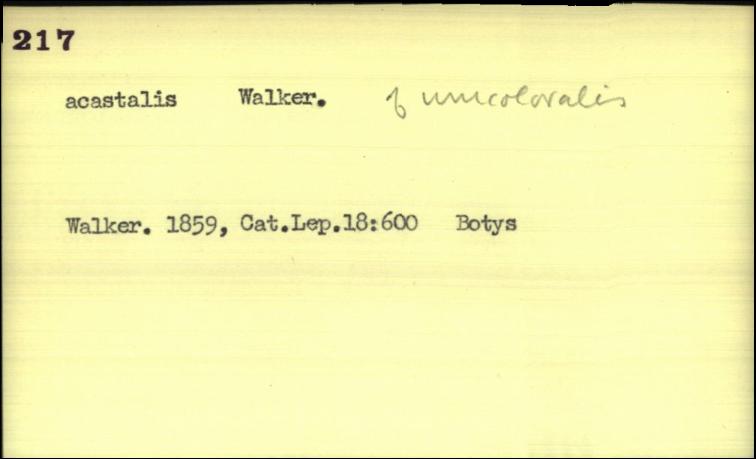 217
acastalis Walker. of unicoloralis
Walker. 1859, Cat.Lep.18:600 Botys